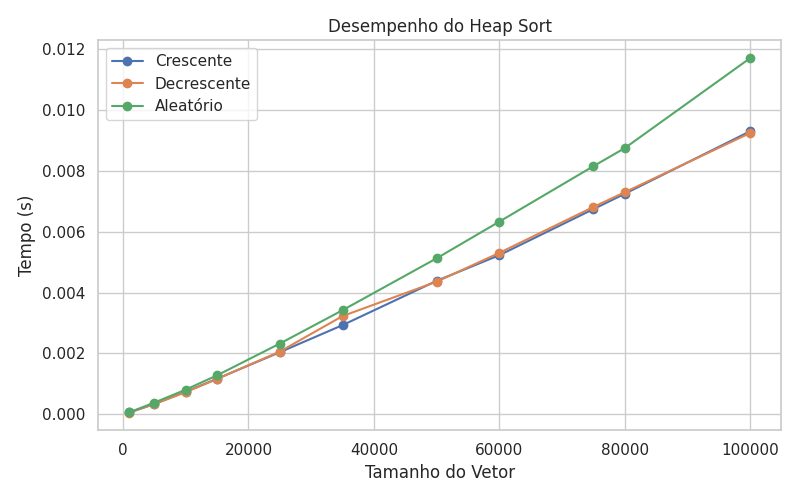 Desempenho do Heap Sort
Crescente
Decrescente
Aleatório
Tempo (s)
0.012
0.010
0.008
0.006
0.004
0.002
0.000
0
20000
40000
60000
80000
100000
Tamanho do Vetor